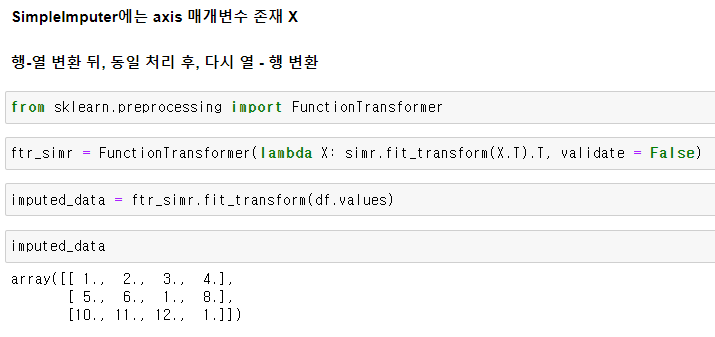 SimpleImputer에는 axis 매개변수 존재 X
행-열 변환 뒤, 동일 처리 후, 다시 열 - 행 변환
from sklearn.preprocessing import FunctionTransformer
ftr_simr = FunctionTransformer(lambda X: simr.fit_transform(X.T).T, validate = False)
imputed_data = ftr_simr.fit_transform(df.values)
imputed_data
array([[ 1.,  2.,  3.,  4.],
       [ 5.,  6.,  1.,  8.],
       [10., 11., 12.,  1.]])